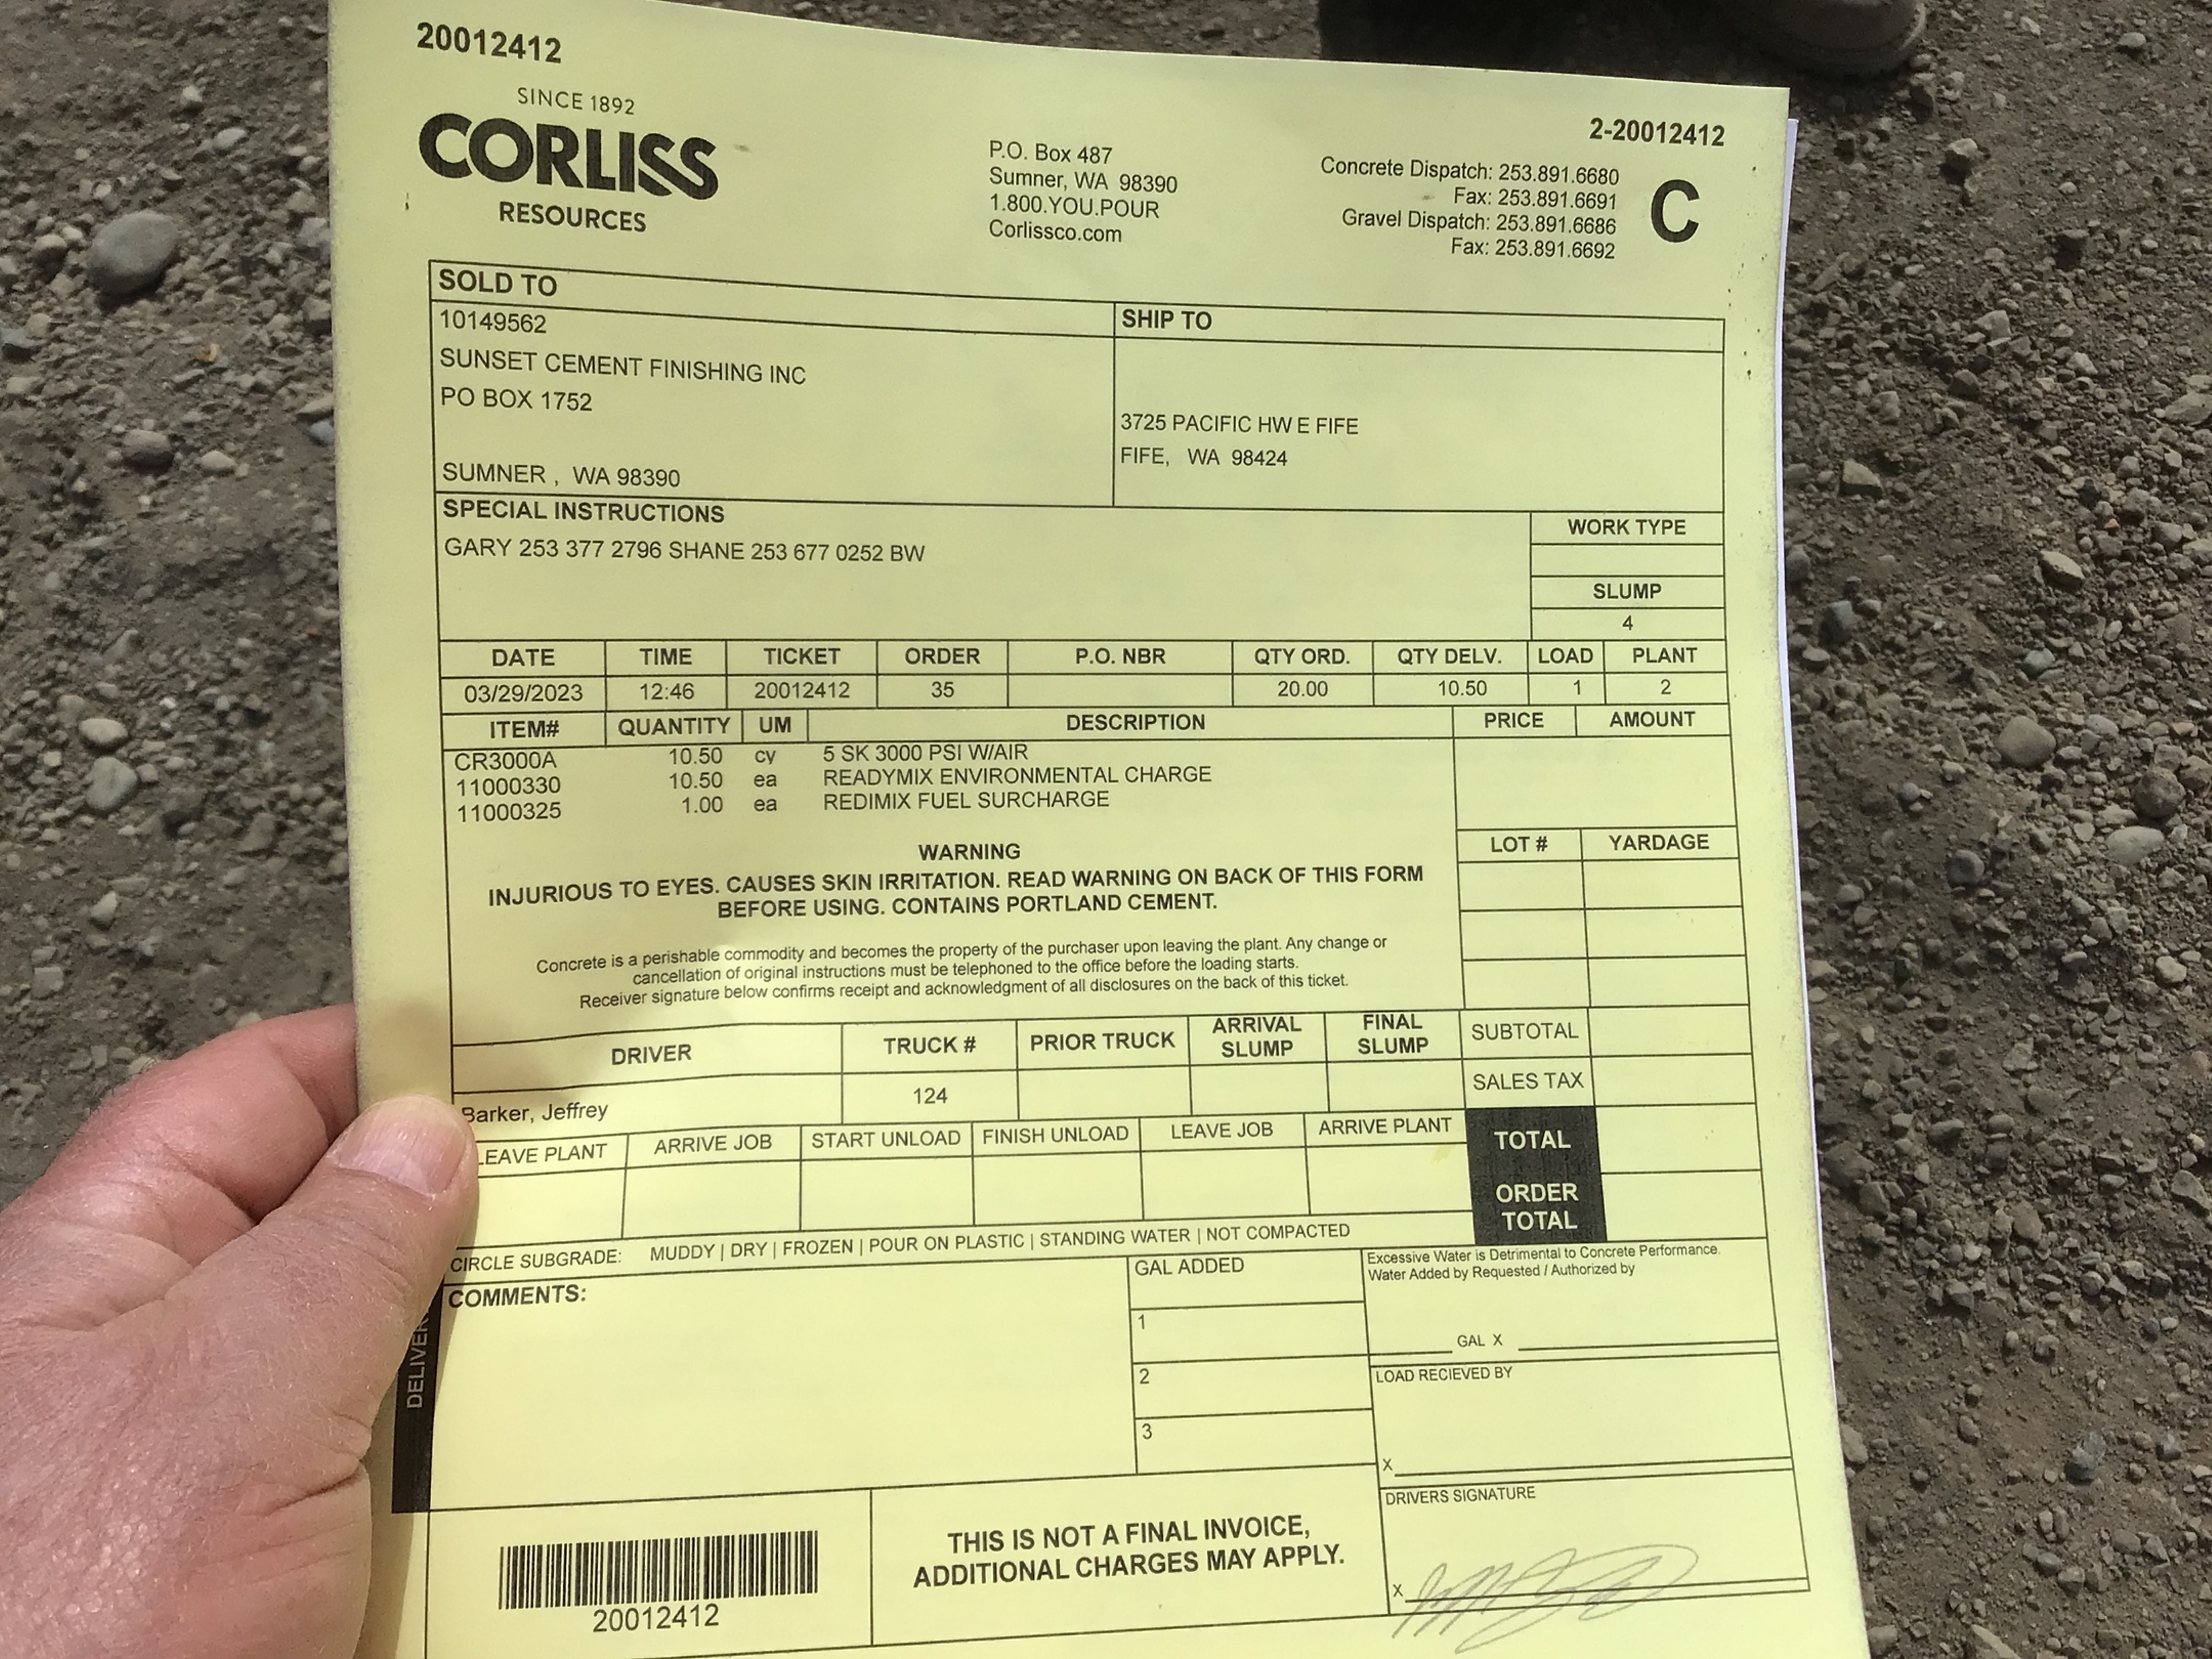 20012412
SINCE 1892
CORLISS
RESOURCES
P.O. Box 487
Sumner, WA 98390
1.800.YOU.POUR
Corlissco.com
2-20012412
Concrete Dispatch: 253.891.6680
Fax: 253.891.6691
Gravel Dispatch: 253.891.6686
Fax: 253.891.6692
C
SOLD TO
10149562
SUNSET CEMENT FINISHING INC
PO BOX 1752
SUMNER , WA 98390
SHIP TO
3725 PACIFIC HW E FIFE
FIFE, WA 98424
SPECIAL INSTRUCTIONS
GARY 253 377 2796 SHANE 253 677 0252 BW
WORK TYPE
SLUMP
4
DATE TIME TICKET ORDER P.O. NBR QTY ORD. QTY DELV. LOAD PLANT
03/29/2023 12:46 20012412 35 20.00 10.50 1 2
ITEM# QUANTITY UM DESCRIPTION PRICE AMOUNT
CR3000A 10.50 cy 5 SK 3000 PSI W/AIR
11000330 10.50 ea READYMIX ENVIRONMENTAL CHARGE
11000325 1.00 ea REDIMIX FUEL SURCHARGE
LOT # YARDAGE
WARNING
INJURIOUS TO EYES. CAUSES SKIN IRRITATION. READ WARNING ON BACK OF THIS FORM
BEFORE USING. CONTAINS PORTLAND CEMENT.
Concrete is a perishable commodity and becomes the property of the purchaser upon leaving the plant. Any change or
cancellation of original instructions must be telephoned to the office before the loading starts.
Receiver signature below confirms receipt and acknowledgment of all disclosures on the back of this ticket.
DRIVER TRUCK # PRIOR TRUCK ARRIVAL SLUMP FINAL SLUMP SUBTOTAL
Barker, Jeffrey 124 SALES TAX
LEAVE PLANT ARRIVE JOB START UNLOAD FINISH UNLOAD LEAVE JOB ARRIVE PLANT
TOTAL
ORDER
TOTAL
CIRCLE SUBGRADE: MUDDY | DRY | FROZEN | POUR ON PLASTIC | STANDING WATER | NOT COMPACTED
COMMENTS:
GAL ADDED
1
2
3
Excessive Water is Detrimental to Concrete Performance.
Water Added by Requested / Authorized by
GAL X
LOAD RECIEVED BY
X
DRIVERS SIGNATURE
X
20012412
THIS IS NOT A FINAL INVOICE,
ADDITIONAL CHARGES MAY APPLY.